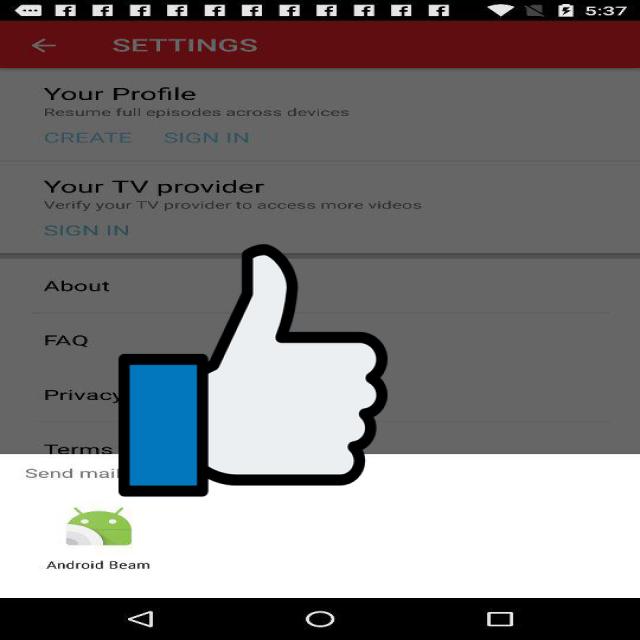 5:37
SETTINGS
Your Profile
Resume full episodes across devices
CREATE SIGN IN
Your TV provider
Verify your TV provider to access more videos
SIGN IN
About
FAQ
Privacy
Terms
Send mail
Android Beam